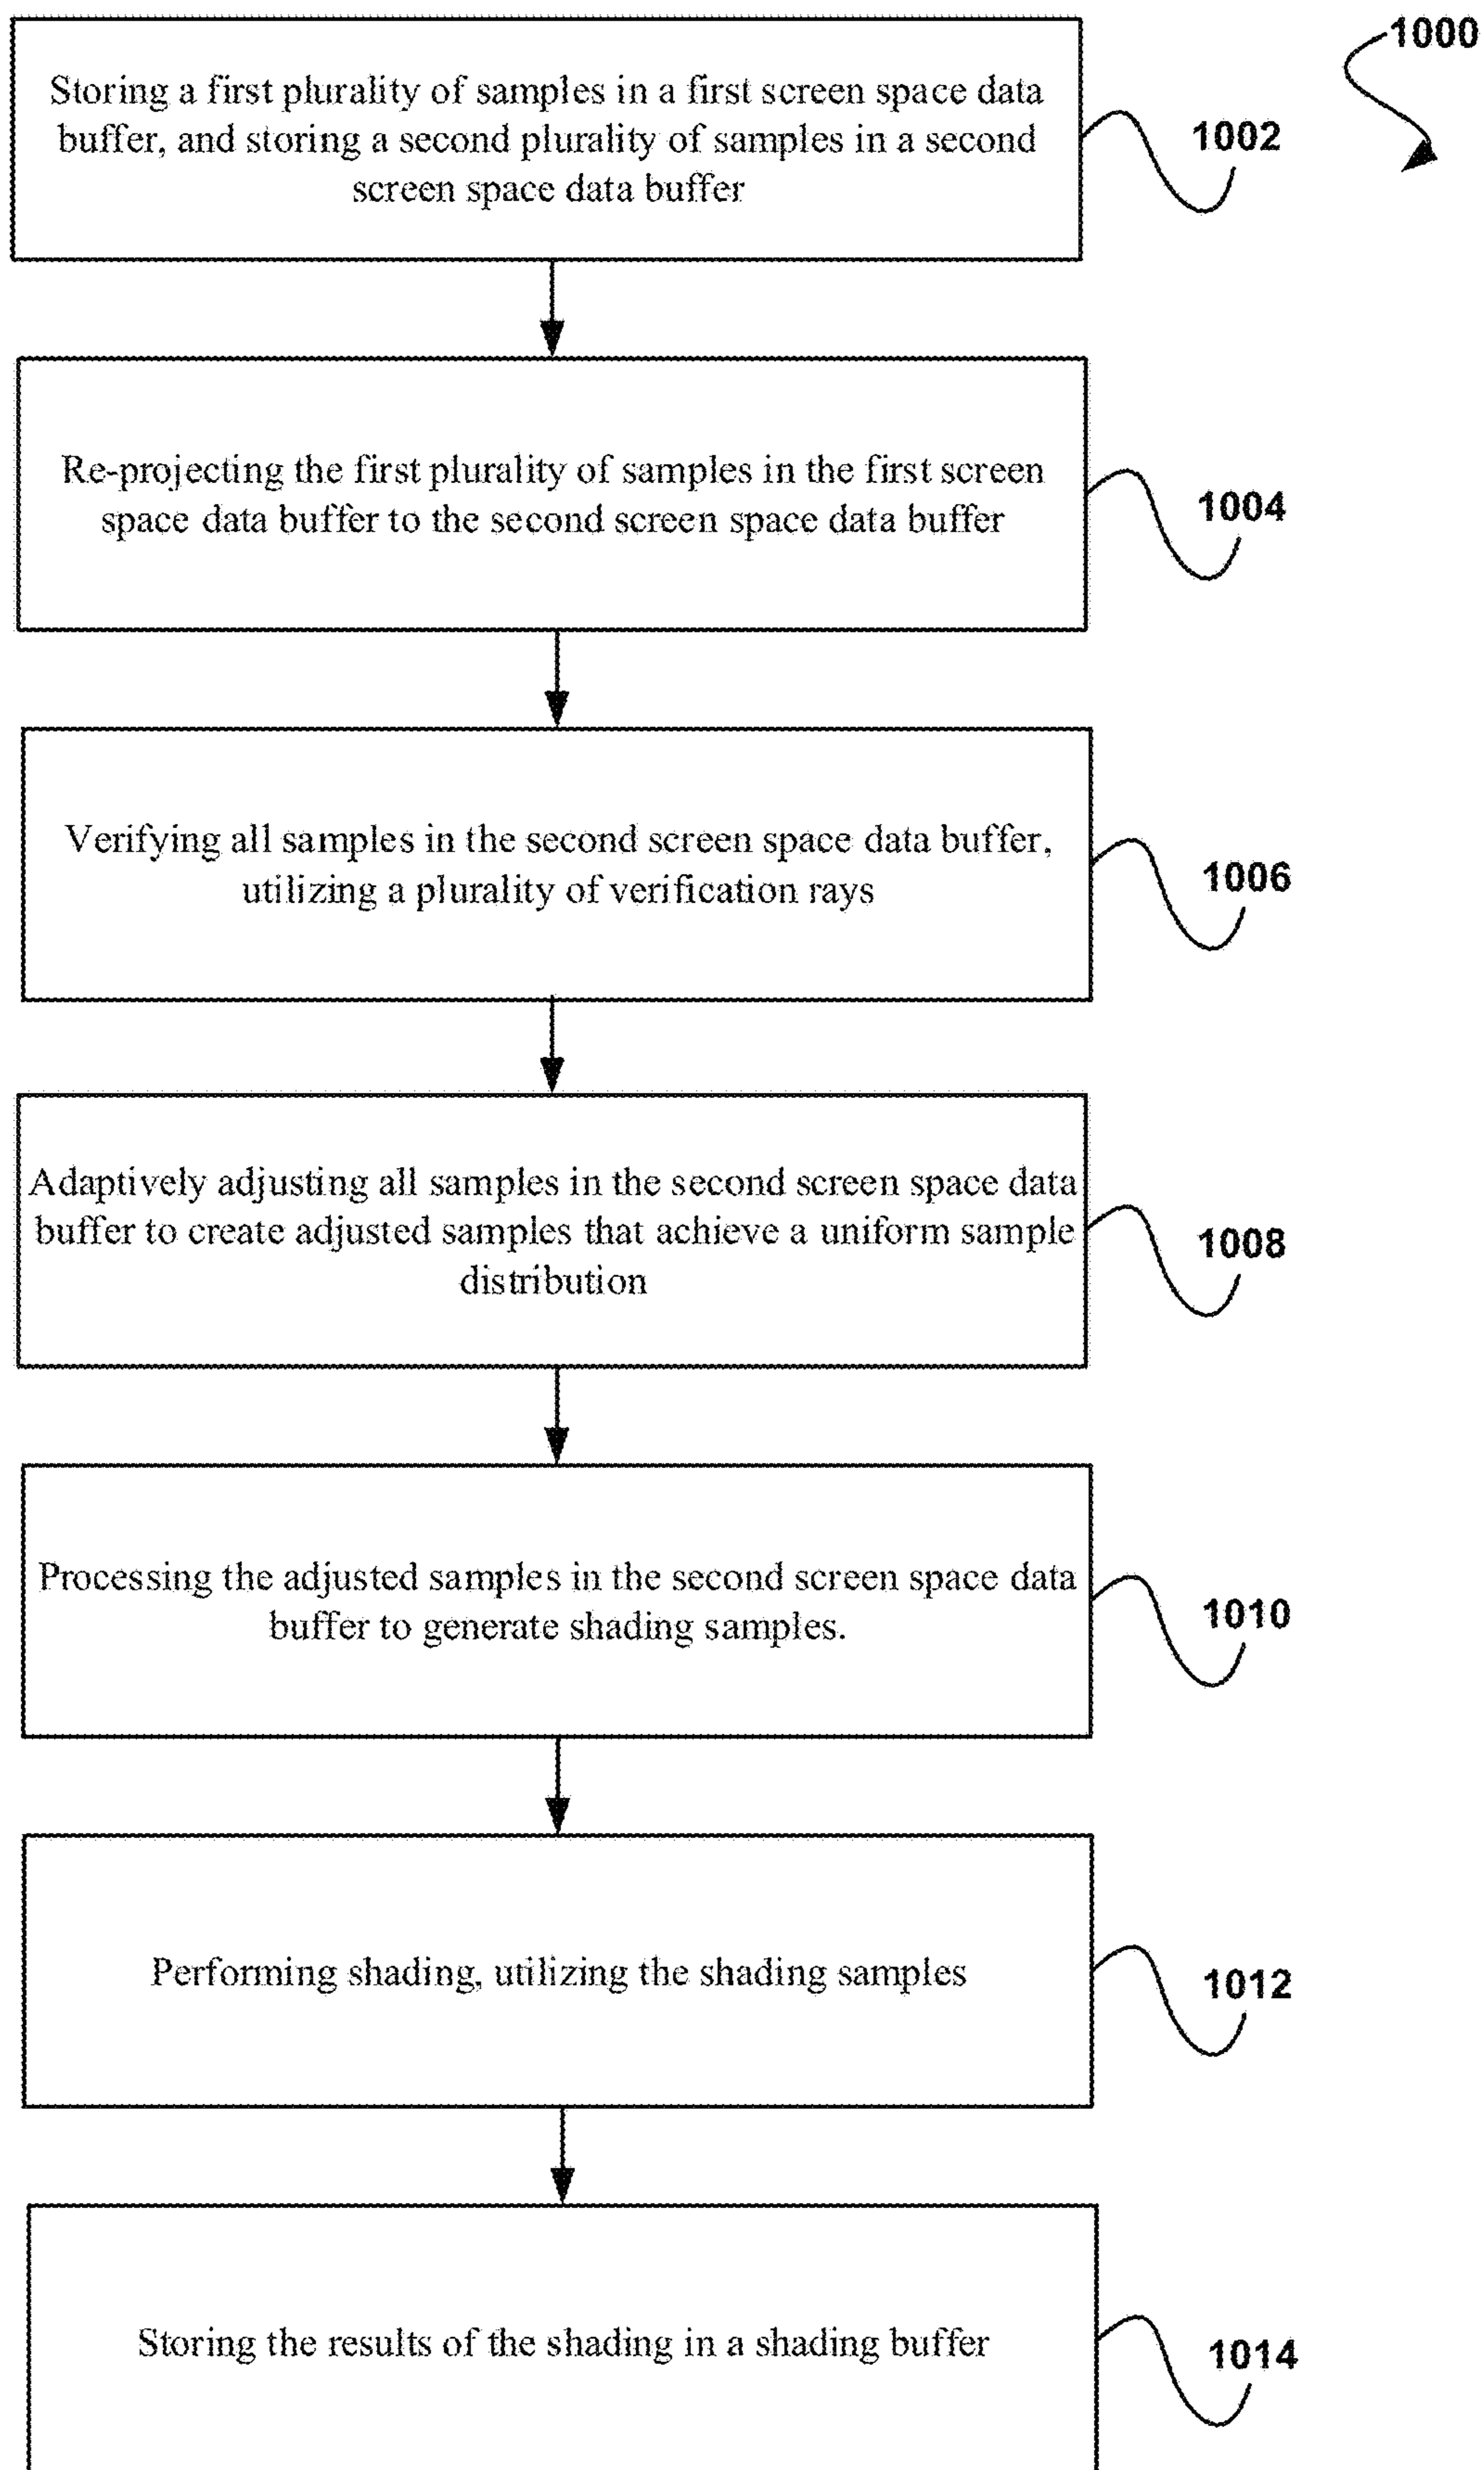 1000
Storing a first plurality of samples in a first screen space data
buffer, and storing a second plurality of samples in a second
screen space data buffer
1002
Re-projecting the first plurality of samples in the first screen
space data buffer to the second screen space data buffer
1004
Verifying all samples in the second screen space data buffer,
utilizing a plurality of verification rays
1006
Adaptively adjusting all samples in the second screen space data
buffer to create adjusted samples that achieve a uniform sample
distribution
1008
Processing the adjusted samples in the second screen space data
buffer to generate shading samples.
1010
Performing shading, utilizing the shading samples
1012
Storing the results of the shading in a shading buffer
1014